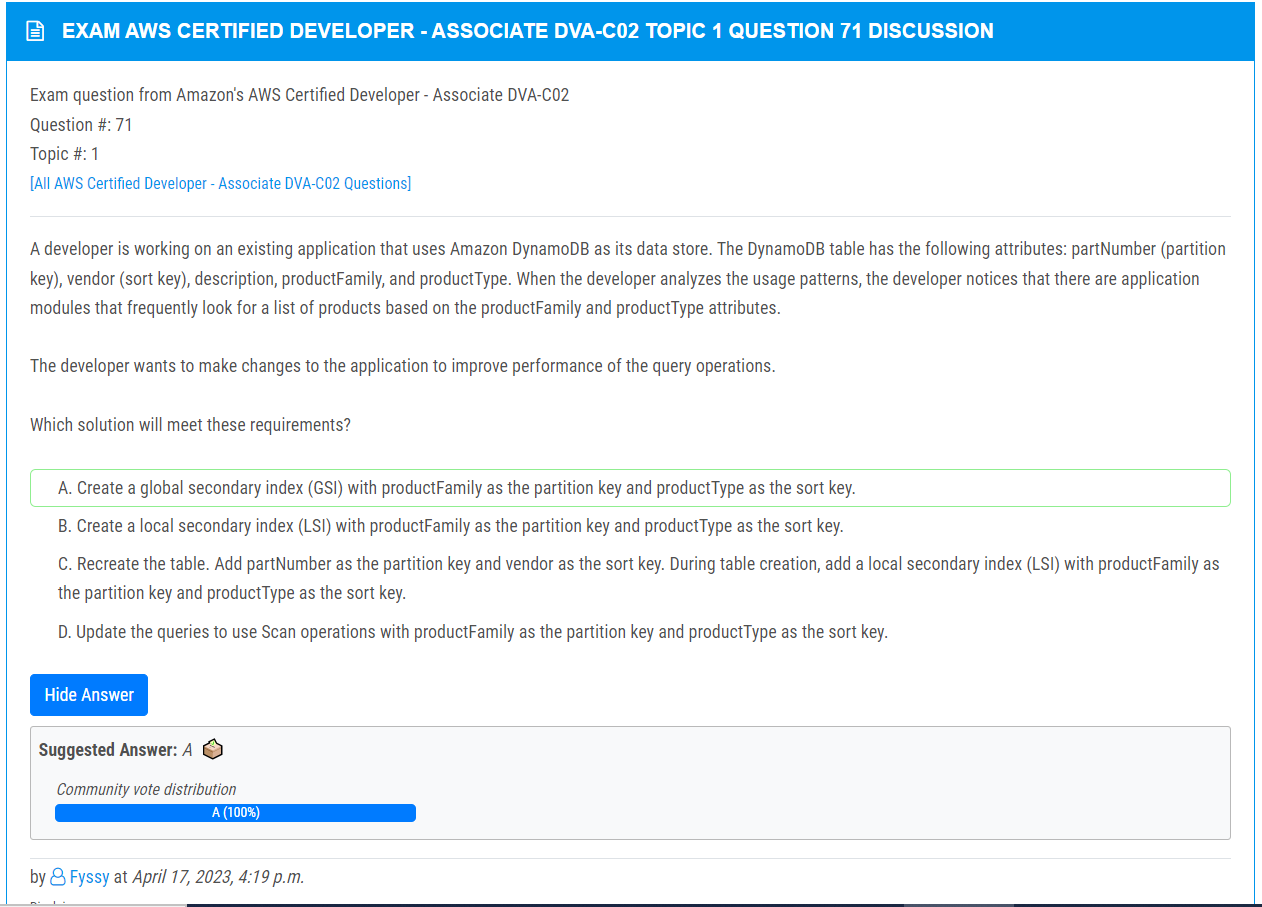 EXAM AWS CERTIFIED DEVELOPER - ASSOCIATE DVA-C02 TOPIC 1 QUESTION 71 DISCUSSION
Exam question from Amazon's AWS Certified Developer - Associate DVA-C02
Question #: 71
Topic #: 1
[All AWS Certified Developer - Associate DVA-C02 Questions]
A developer is working on an existing application that uses Amazon DynamoDB as its data store. The DynamoDB table has the following attributes: partNumber (partition
key), vendor (sort key), description, productFamily, and productType. When the developer analyzes the usage patterns, the developer notices that there are application
modules that frequently look for a list of products based on the productFamily and productType attributes.
The developer wants to make changes to the application to improve performance of the query operations.
Which solution will meet these requirements?
A. Create a global secondary index (GSI) with productFamily as the partition key and productType as the sort key.
B. Create a local secondary index (LSI) with productFamily as the partition key and productType as the sort key.
C. Recreate the table. Add partNumber as the partition key and vendor as the sort key. During table creation, add a local secondary index (LSI) with productFamily as
the partition key and productType as the sort key.
D. Update the queries to use Scan operations with productFamily as the partition key and productType as the sort key.
Hide Answer
Suggested Answer: A
Community vote distribution
A (100%)
by Fyssy at April 17, 2023, 4:19 p.m.